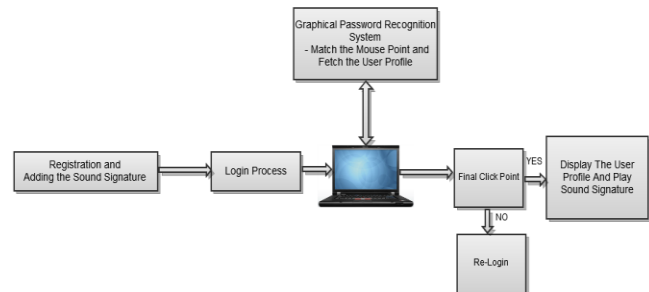 Graphical Password Recognition
System
- Match the Mouse Point and
Fetch the User Profile
Registration and
Adding the Sound Signature
Login Process
Final Click Point
YES
Display The User
Profile And Play
Sound Signature
NO
Re-Login